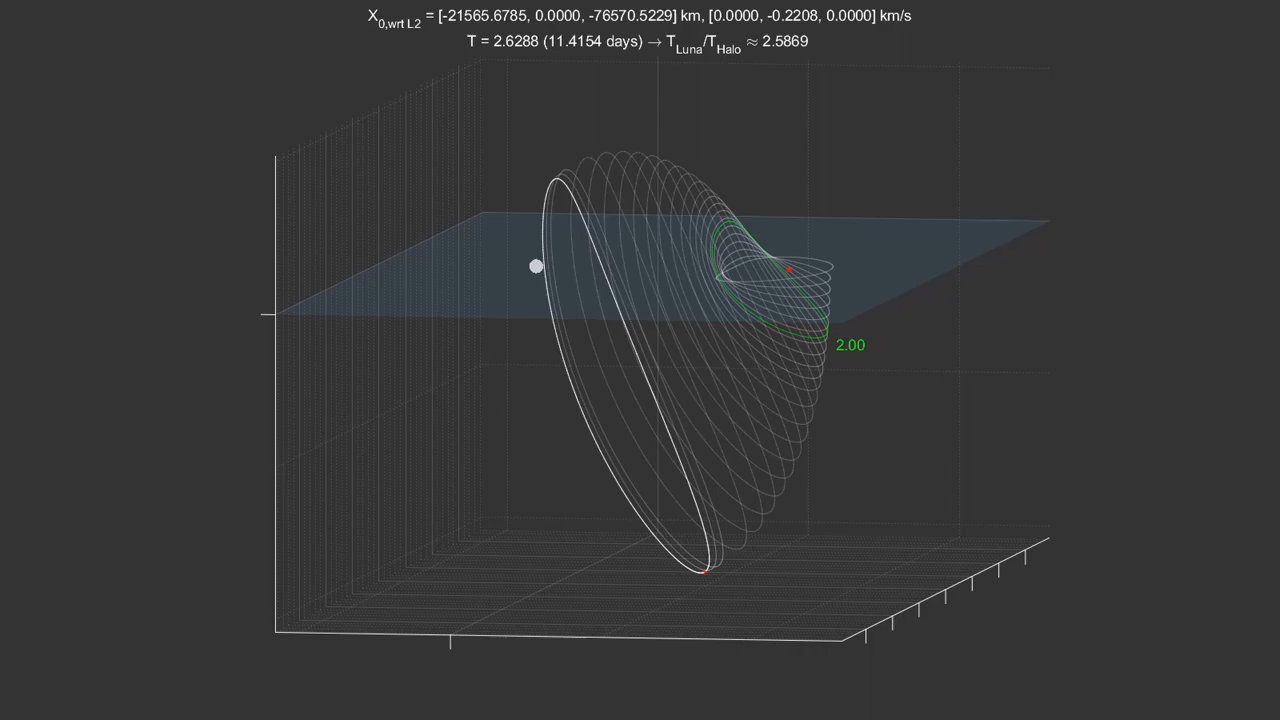 X0,wrt L2 = [-21565.6785, 0.0000, -76570.5229] km, [0.0000, -0.2208, 0.0000] km/s
T = 2.6288 (11.4154 days) → TLuna/THalo ≈ 2.5869
2.00